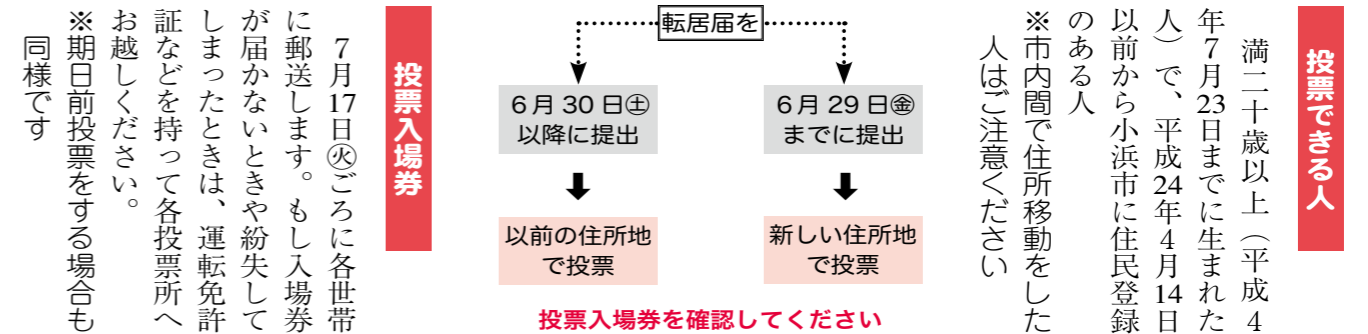 投票できる人
満二十歳以上（平成４
年７月23日までに生まれた
人）で、平成24年４月14日
以前から小浜市に住民登録
のある人
※市内間で住所移動をした
人はご注意ください
転居届を
６月29日㊎
までに提出
新しい住所地
で投票
６月30日㊏
以降に提出
以前の住所地
で投票
投票入場券を確認してください
投票入場券
７月17日㊋ごろに各世帯
に郵送します。もし入場券
が届かないときや紛失して
しまったときは、運転免許
証などを持って各投票所へ
お越しください。
※期日前投票をする場合も
同様です